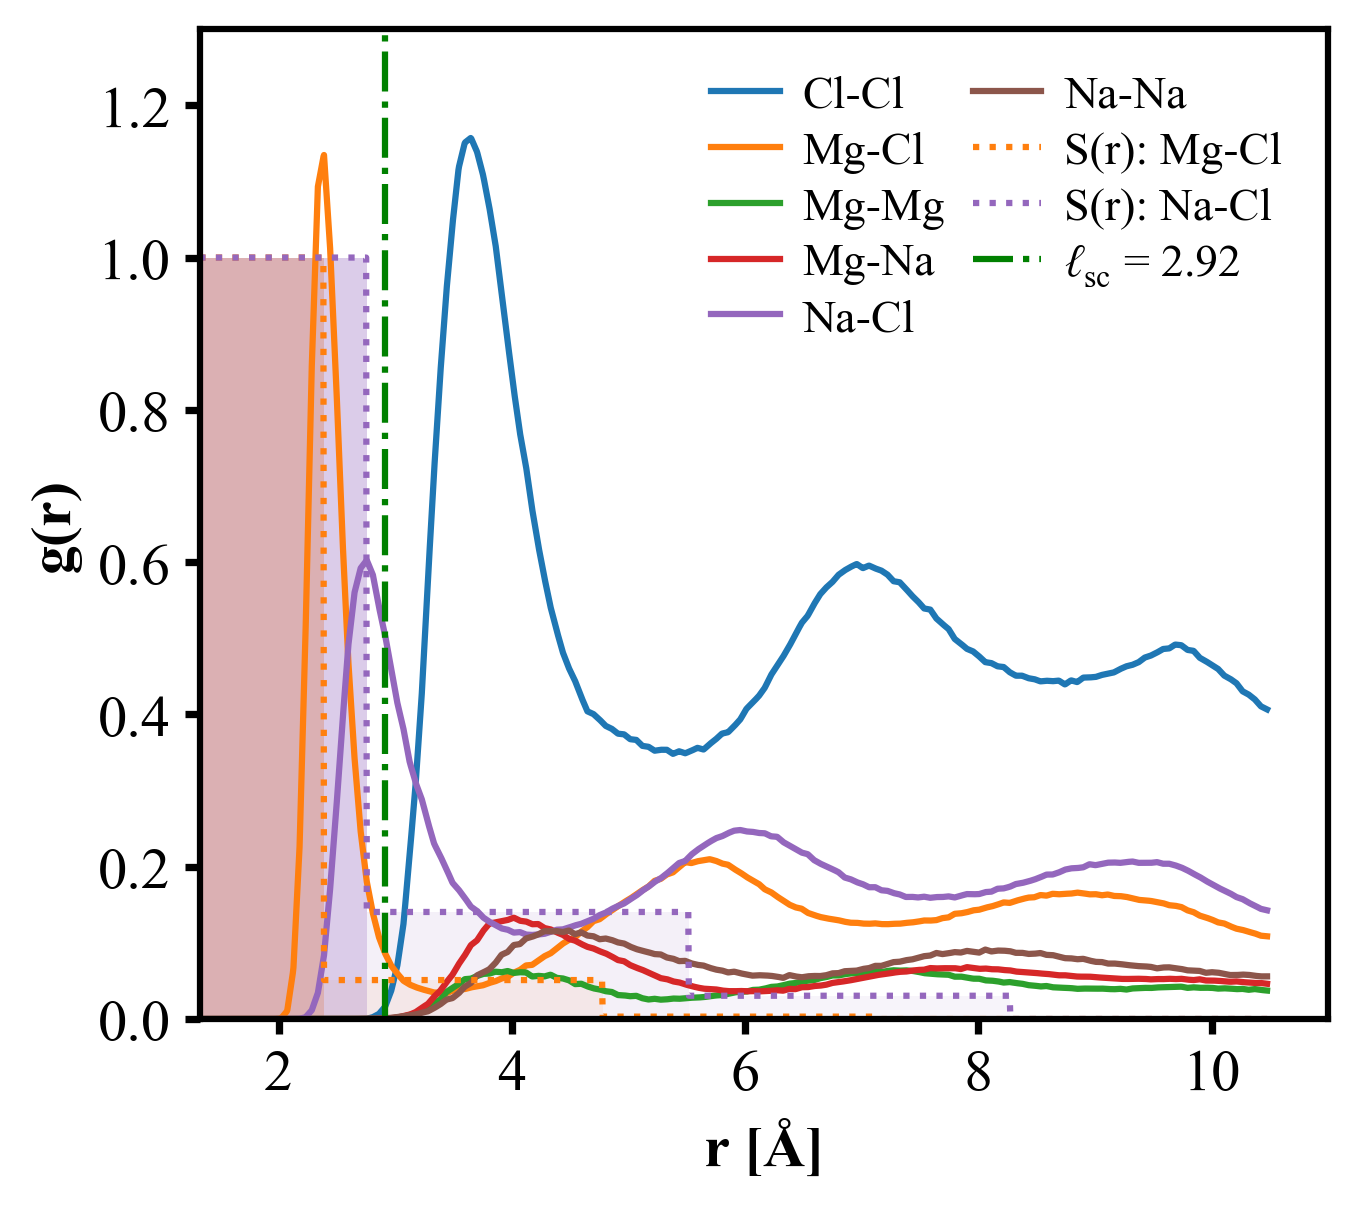 1.2
1.0
0.8
0.6
0.4
0.2
0.0
g(r)
2 4 6 8 10
r [Å]
Cl-Cl
Mg-Cl
Mg-Mg
Mg-Na
Na-Cl
Na-Na
S(r): Mg-Cl
S(r): Na-Cl
ℓsc = 2.92